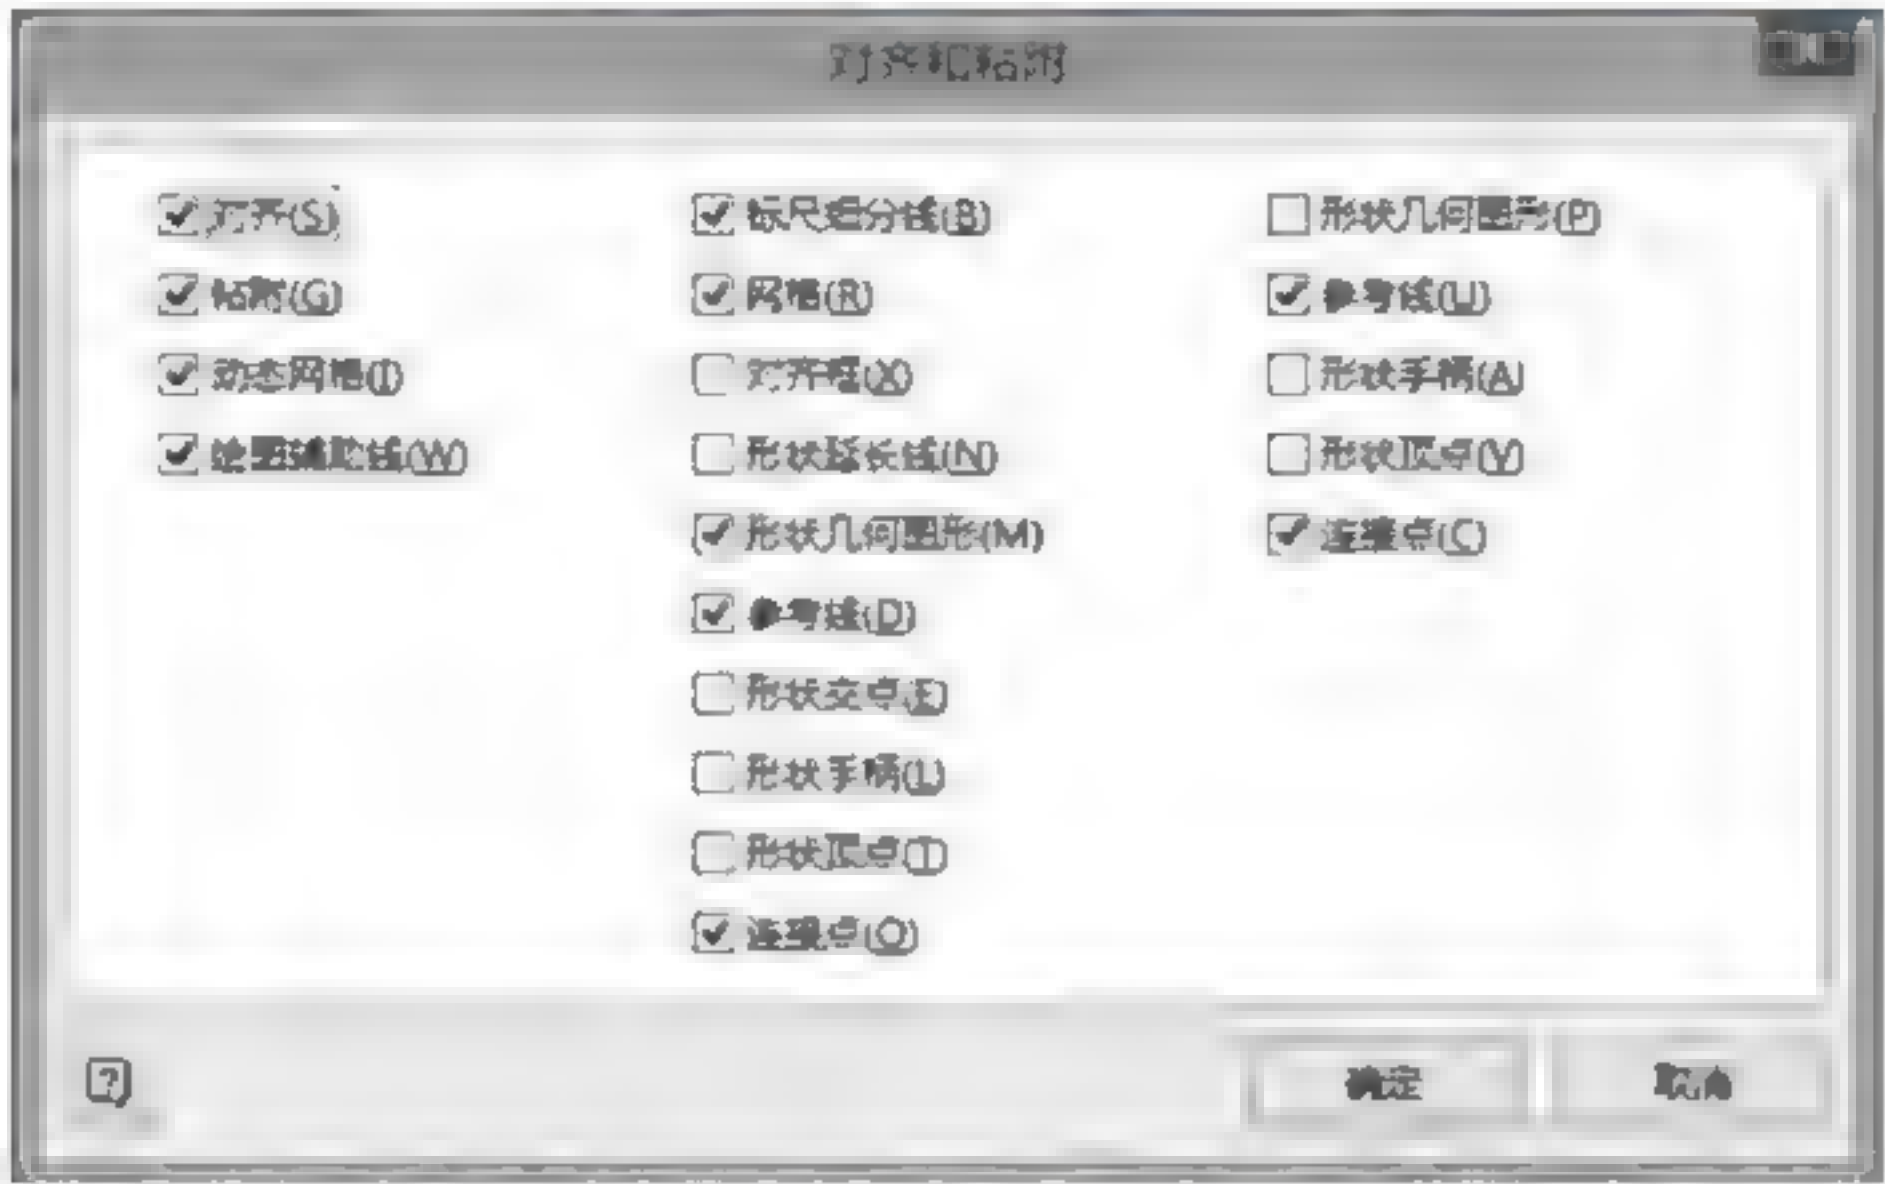 对齐和粘附
对齐(S)
粘附(G)
动态网格(I)
绘图辅助线(W)
标尺细分线(B)
网格(R)
对齐框(X)
形状延长线(N)
形状几何图形(M)
参考线(D)
形状交点(E)
形状手柄(L)
形状顶点(T)
连接点(O)
形状几何图形(P)
参考线(U)
形状手柄(A)
形状顶点(V)
连接点(C)
?
确定
取消